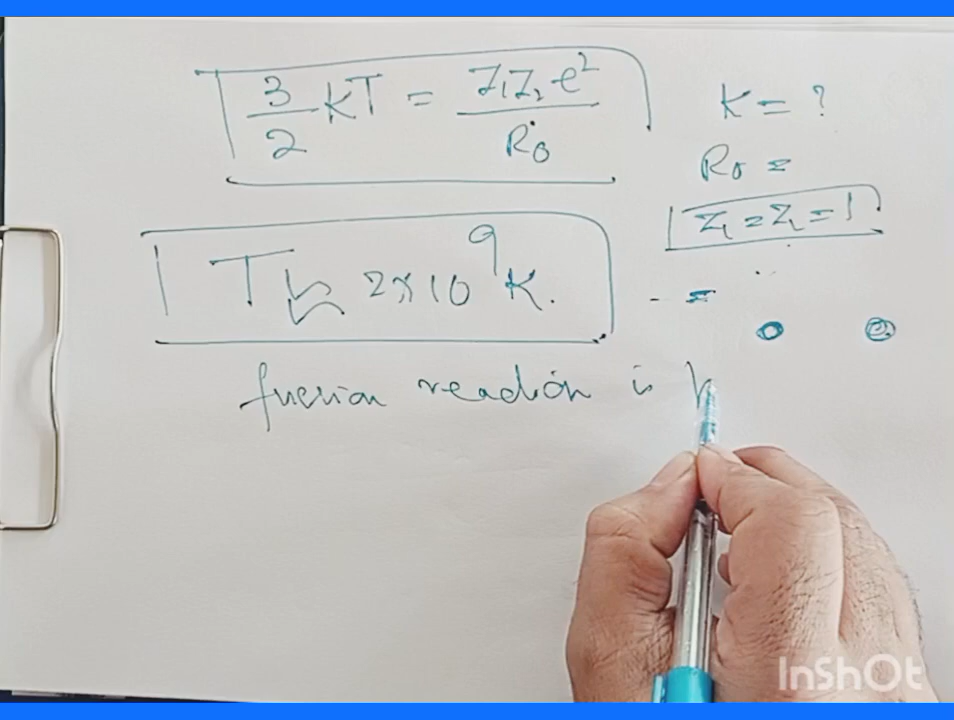 3/2 KT = Z₁Z₂e²/R₀
K = ?
R₀ =
Z₁ = Z₂ = 1
T ≈ 2×10⁹ K.
- =
fusion reaction is
InShOt